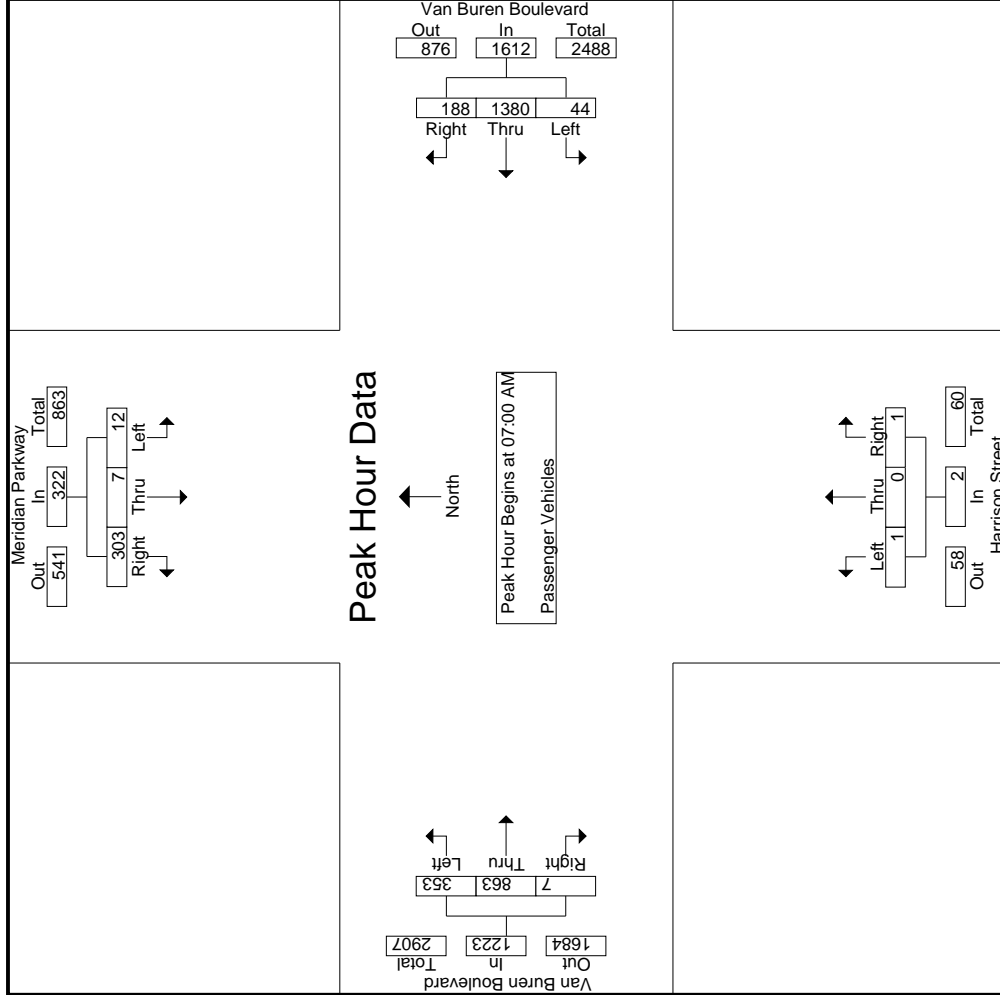 Van Buren Boulevard
Out In Total
876 1612 2488
188 1380 44
Right Thru Left
Meridian Parkway
Out In Total
541 322 863
303 7 12
Right Thru Left
Peak Hour Data
North
Peak Hour Begins at 07:00 AM
Passenger Vehicles
Left Thru Right
1 0 1
58 2 60
Out In Total
Harrison Street
Left
Thru
Right
353
863
7
2907
1223
1684
Total
In
Out
Van Buren Boulevard